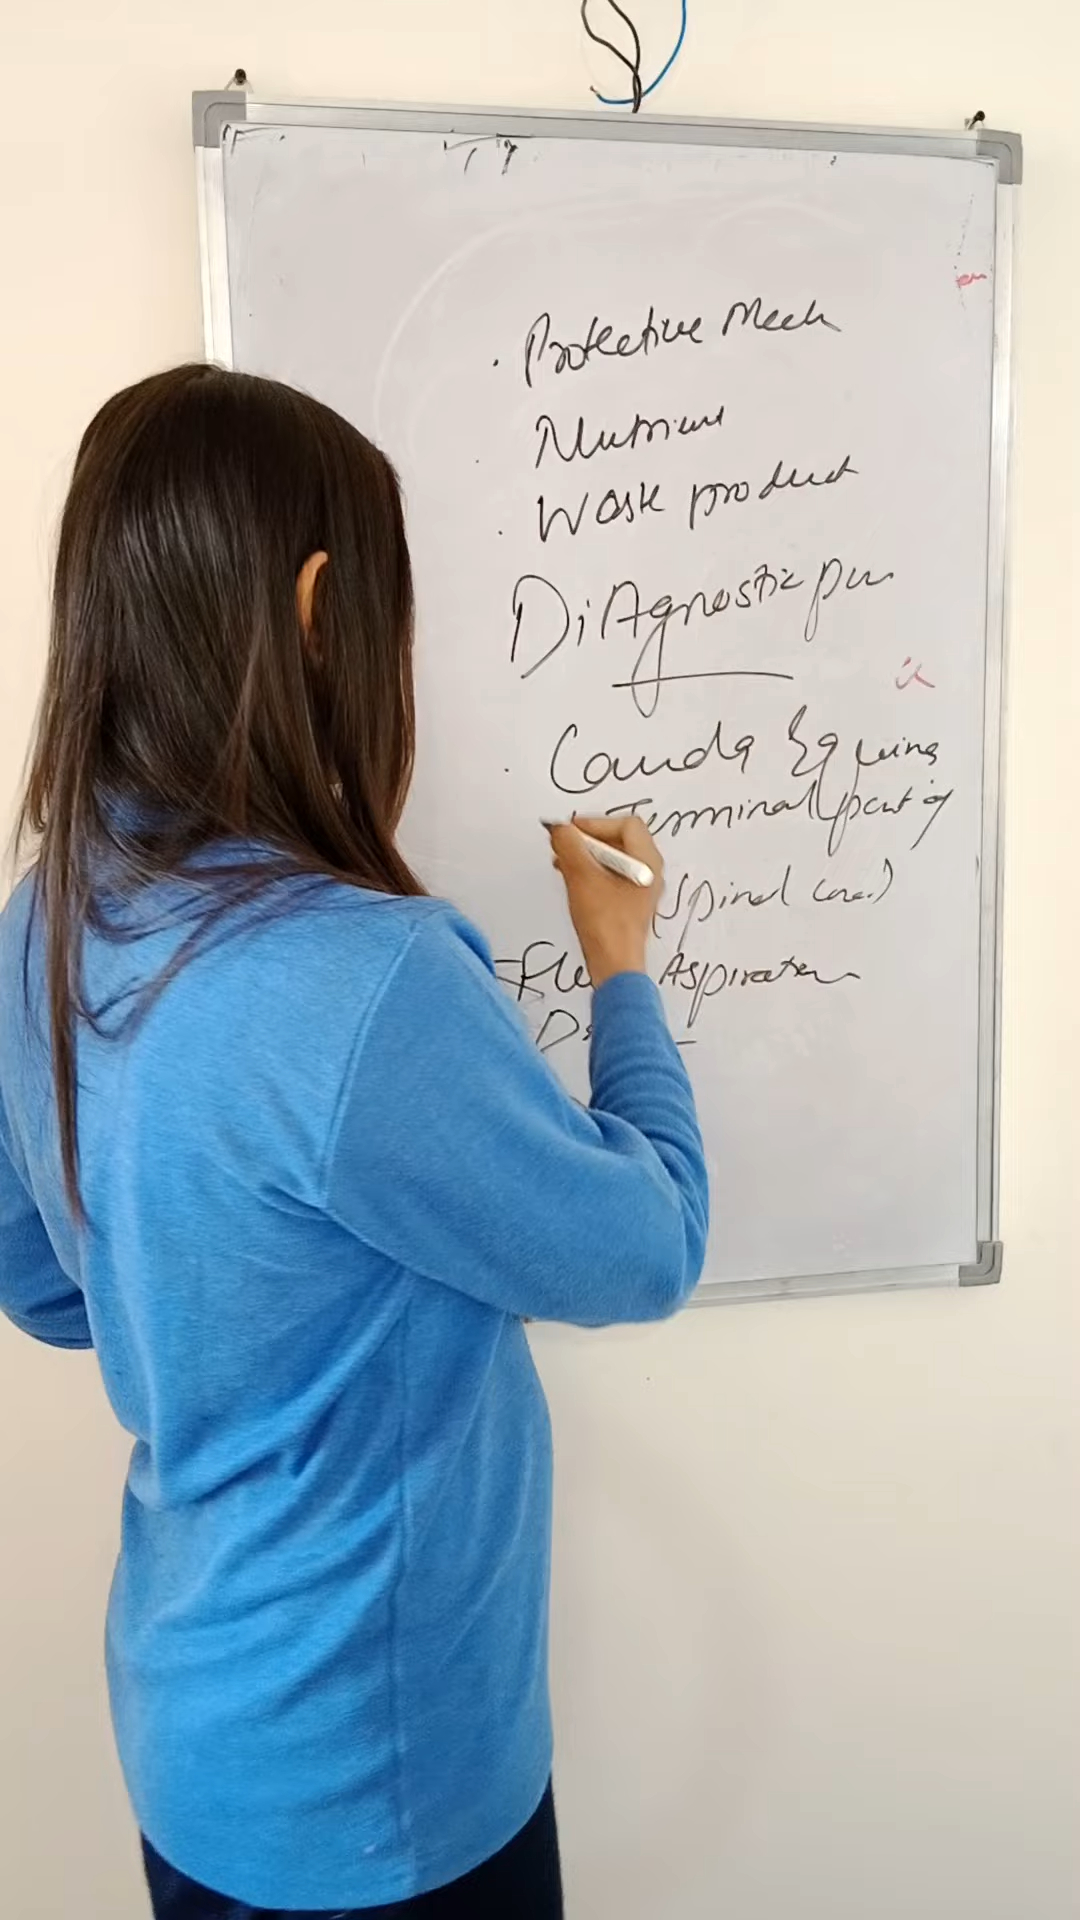 · Protective Mech
· Nutrient
· Waste product
DiAgnostic pur
· Cauda Equina
Terminal part of
(Spinal cord)
Aspiration